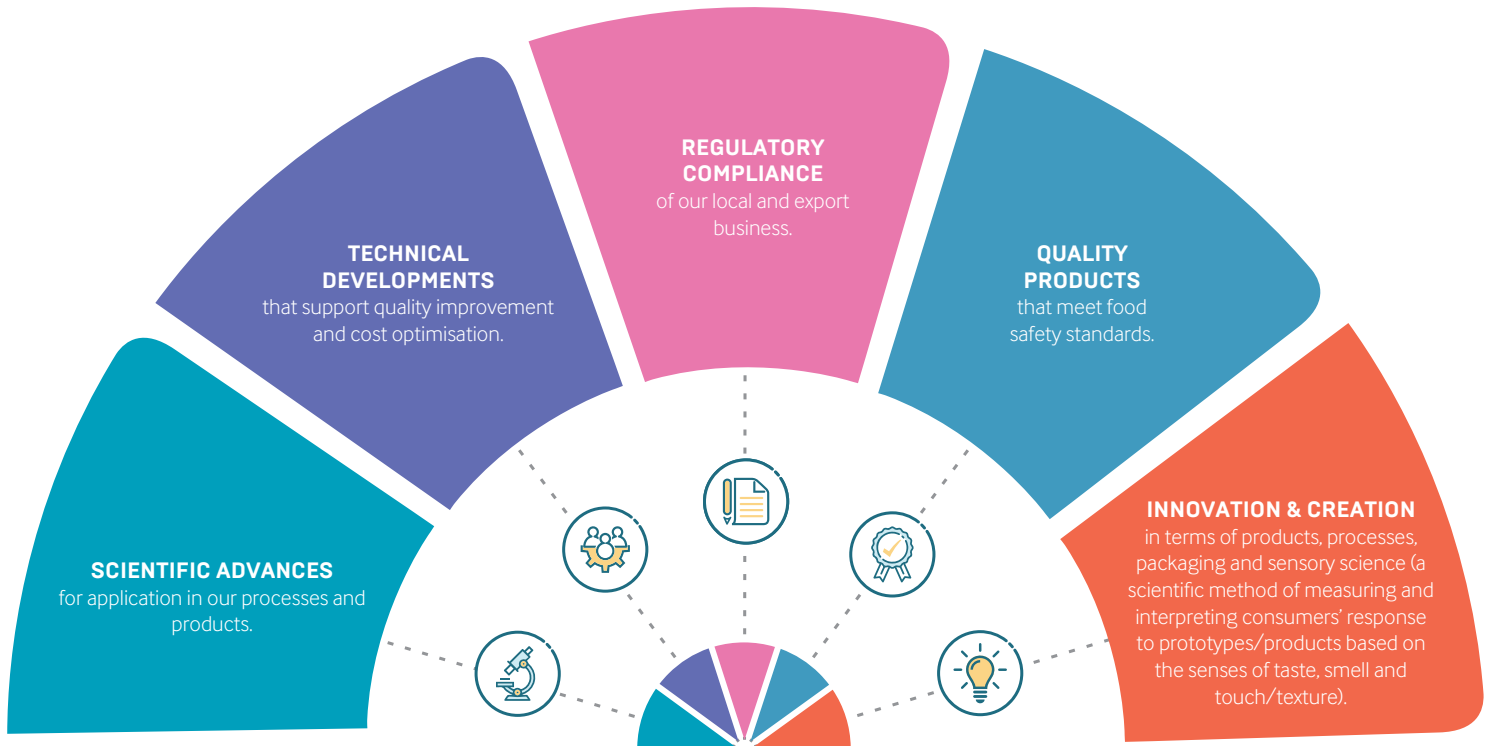 REGULATORY
COMPLIANCE
of our local and export
business.
TECHNICAL
DEVELOPMENTS
that support quality improvement
and cost optimisation.
QUALITY
PRODUCTS
that meet food
safety standards.
SCIENTIFIC ADVANCES
for application in our processes and
products.
INNOVATION & CREATION
in terms of products, processes,
packaging and sensory science (a
scientific method of measuring and
interpreting consumers’ response
to prototypes/products based on
the senses of taste, smell and
touch/texture).